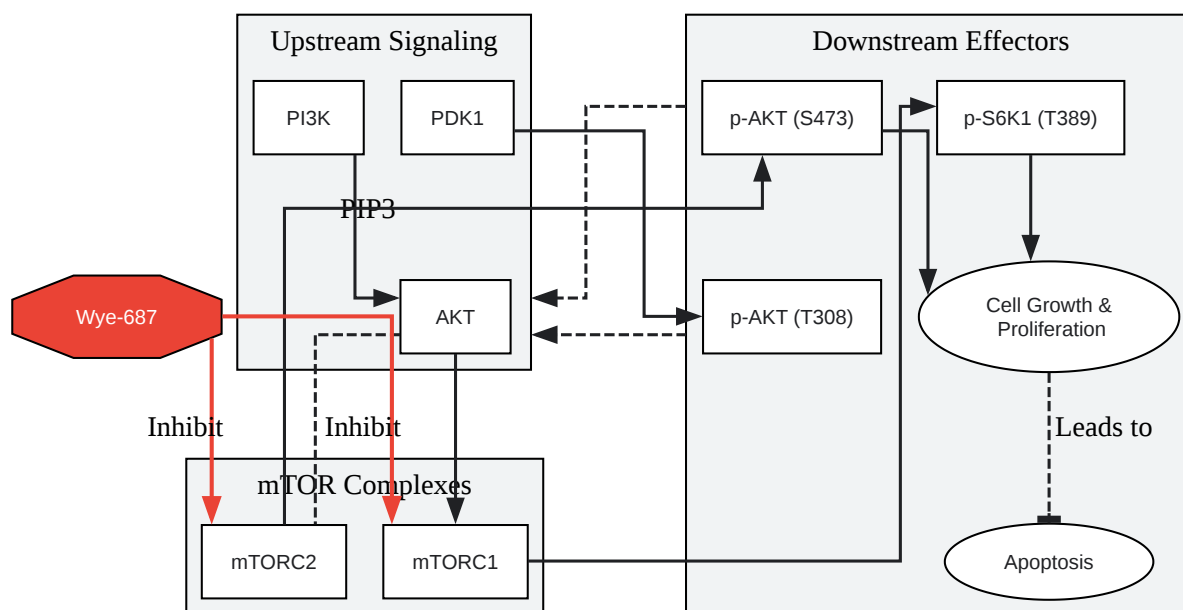 Upstream Signaling
Downstream Effectors
PI3K
PDK1
p-AKT (S473)
p-S6K1 (T389)
PIP3
Wye-687
AKT
p-AKT (T308)
Cell Growth &
Proliferation
Inhibit
Inhibit
Leads to
mTOR Complexes
mTORC2
mTORC1
Apoptosis